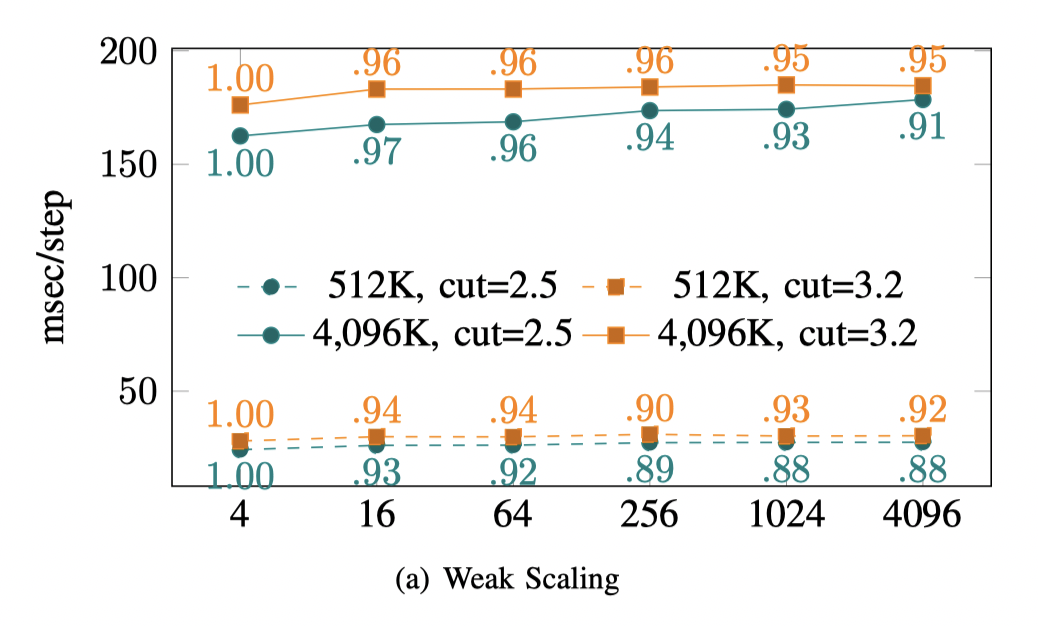 200
1.00 .96 .96 .96 .95 .95
1.00 .97 .96 .94 .93 .91
150
msec/step
100
512K, cut=2.5 512K, cut=3.2
4,096K, cut=2.5 4,096K, cut=3.2
50
1.00 .94 .94 .90 .93 .92
1.00 .93 .92 .89 .88 .88
4 16 64 256 1024 4096
(a) Weak Scaling